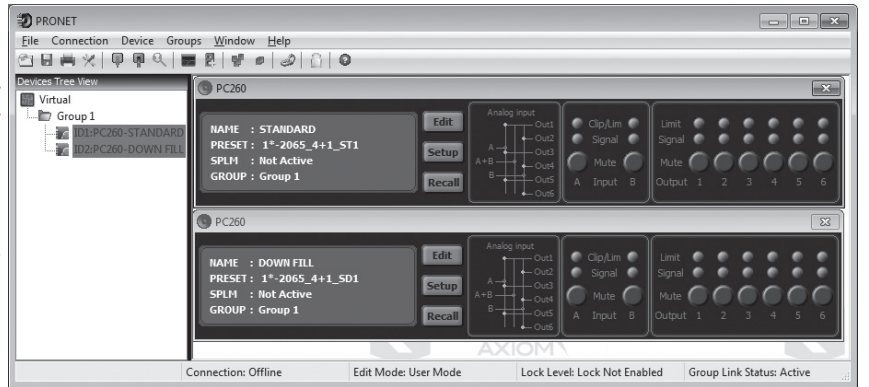 PRONET
File Connection Device Groups Window Help
Devices Tree View
Virtual
Group 1
ID1:PC260-STANDARD
ID2:PC260-DOWN FILL
PC260
NAME : STANDARD
PRESET : 1*-2065_4+1_ST1
SPLM : Not Active
GROUP : Group 1
Edit
Setup
Recall
Analog input
A
A+B
B
Out1
Out2
Out3
Out4
Out5
Out6
Clip/Lim
Signal
Mute
A Input B
Limit
Signal
Mute
Output 1 2 3 4 5 6
PC260
NAME : DOWN FILL
PRESET : 1*-2065_4+1_SD1
SPLM : Not Active
GROUP : Group 1
Edit
Setup
Recall
Analog input
A
A+B
B
Out1
Out2
Out3
Out4
Out5
Out6
Clip/Lim
Signal
Mute
A Input B
Limit
Signal
Mute
Output 1 2 3 4 5 6
AXIOM
Connection: Offline Edit Mode: User Mode Lock Level: Lock Not Enabled Group Link Status: Active